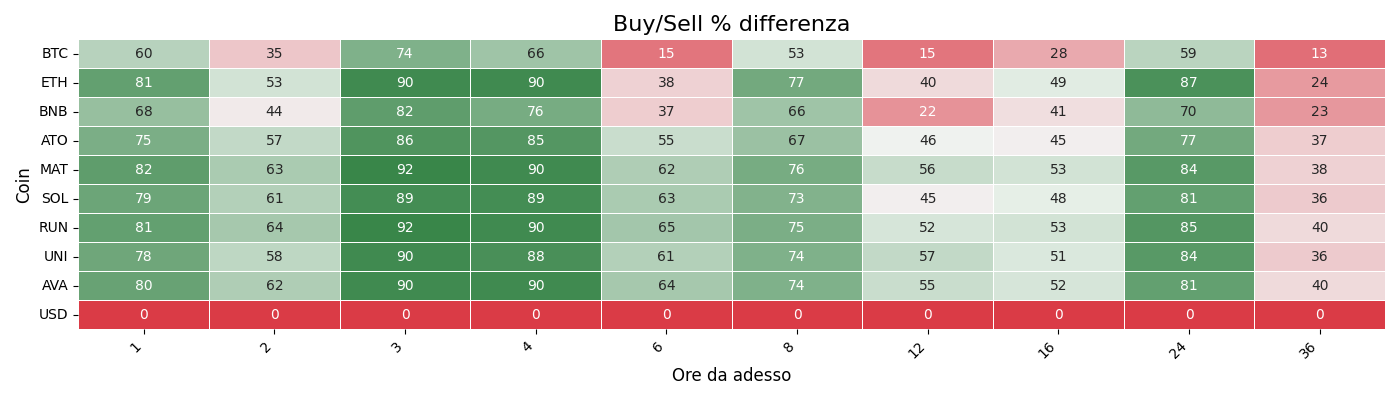 Buy/Sell % differenza
Coin
BTC 60 35 74 66 15 53 15 28 59 13
ETH 81 53 90 90 38 77 40 49 87 24
BNB 68 44 82 76 37 66 22 41 70 23
ATO 75 57 86 85 55 67 46 45 77 37
MAT 82 63 92 90 62 76 56 53 84 38
SOL 79 61 89 89 63 73 45 48 81 36
RUN 81 64 92 90 65 75 52 53 85 40
UNI 78 58 90 88 61 74 57 51 84 36
AVA 80 62 90 90 64 74 55 52 81 40
USD 0 0 0 0 0 0 0 0 0 0
1 2 3 4 6 8 12 16 24 36
Ore da adesso